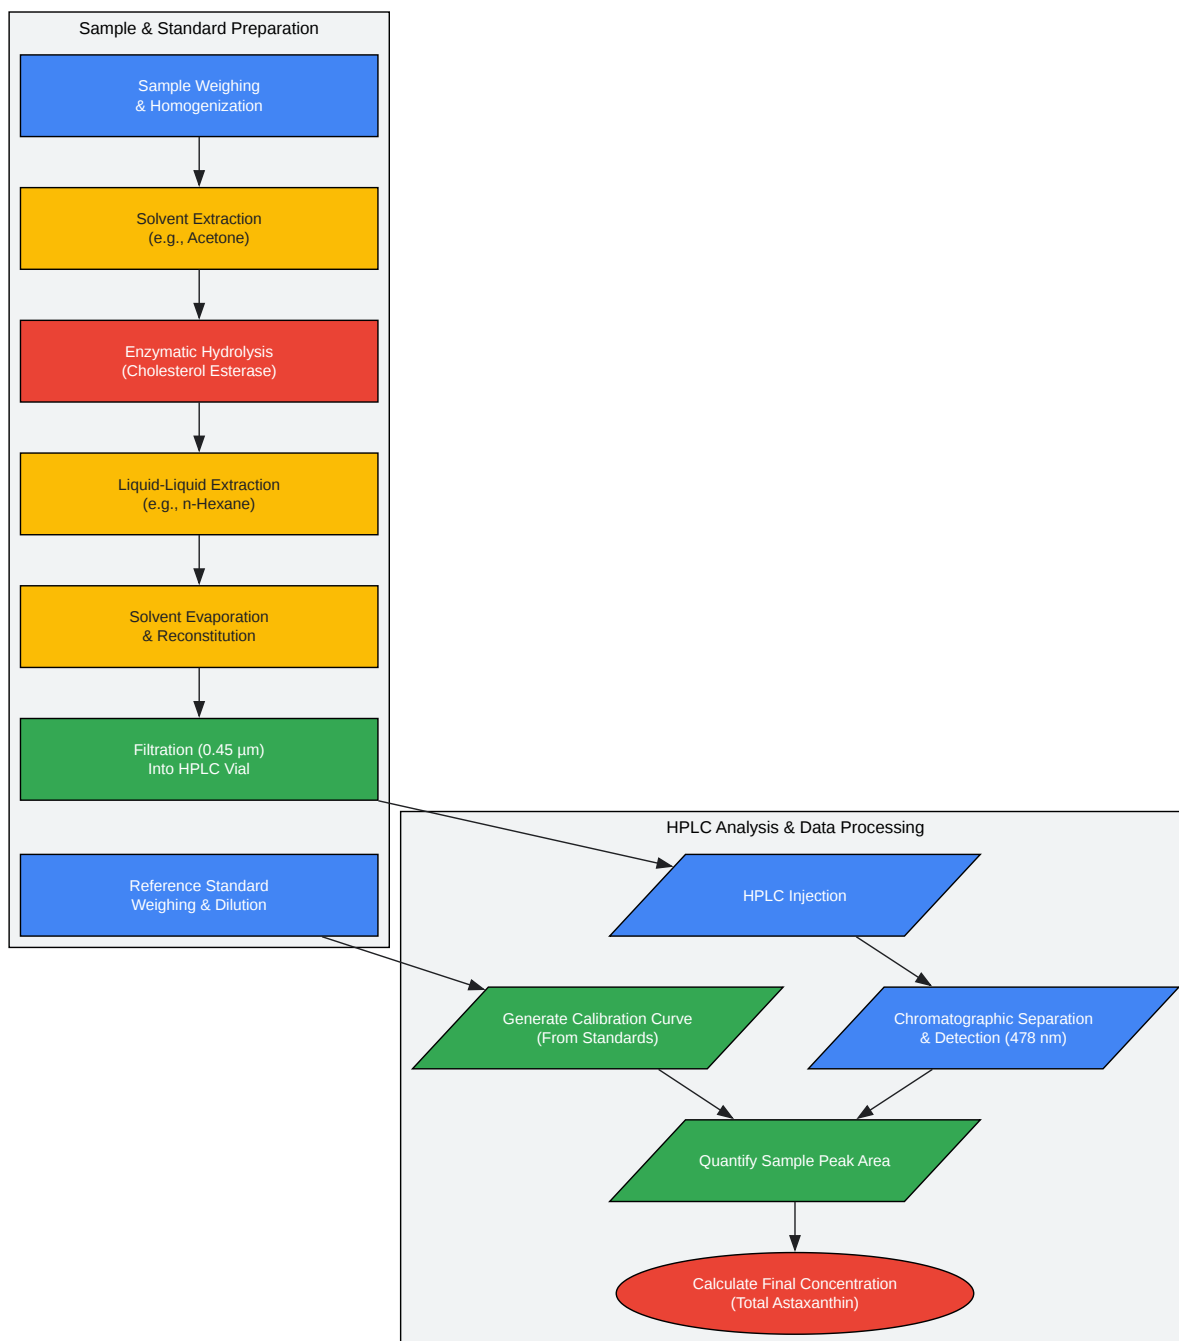 Sample & Standard Preparation
Sample Weighing
& Homogenization
Solvent Extraction
(e.g., Acetone)
Enzymatic Hydrolysis
(Cholesterol Esterase)
Liquid-Liquid Extraction
(e.g., n-Hexane)
Solvent Evaporation
& Reconstitution
Filtration (0.45 µm)
Into HPLC Vial
Reference Standard
Weighing & Dilution
HPLC Analysis & Data Processing
HPLC Injection
Generate Calibration Curve
(From Standards)
Chromatographic Separation
& Detection (478 nm)
Quantify Sample Peak Area
Calculate Final Concentration
(Total Astaxanthin)